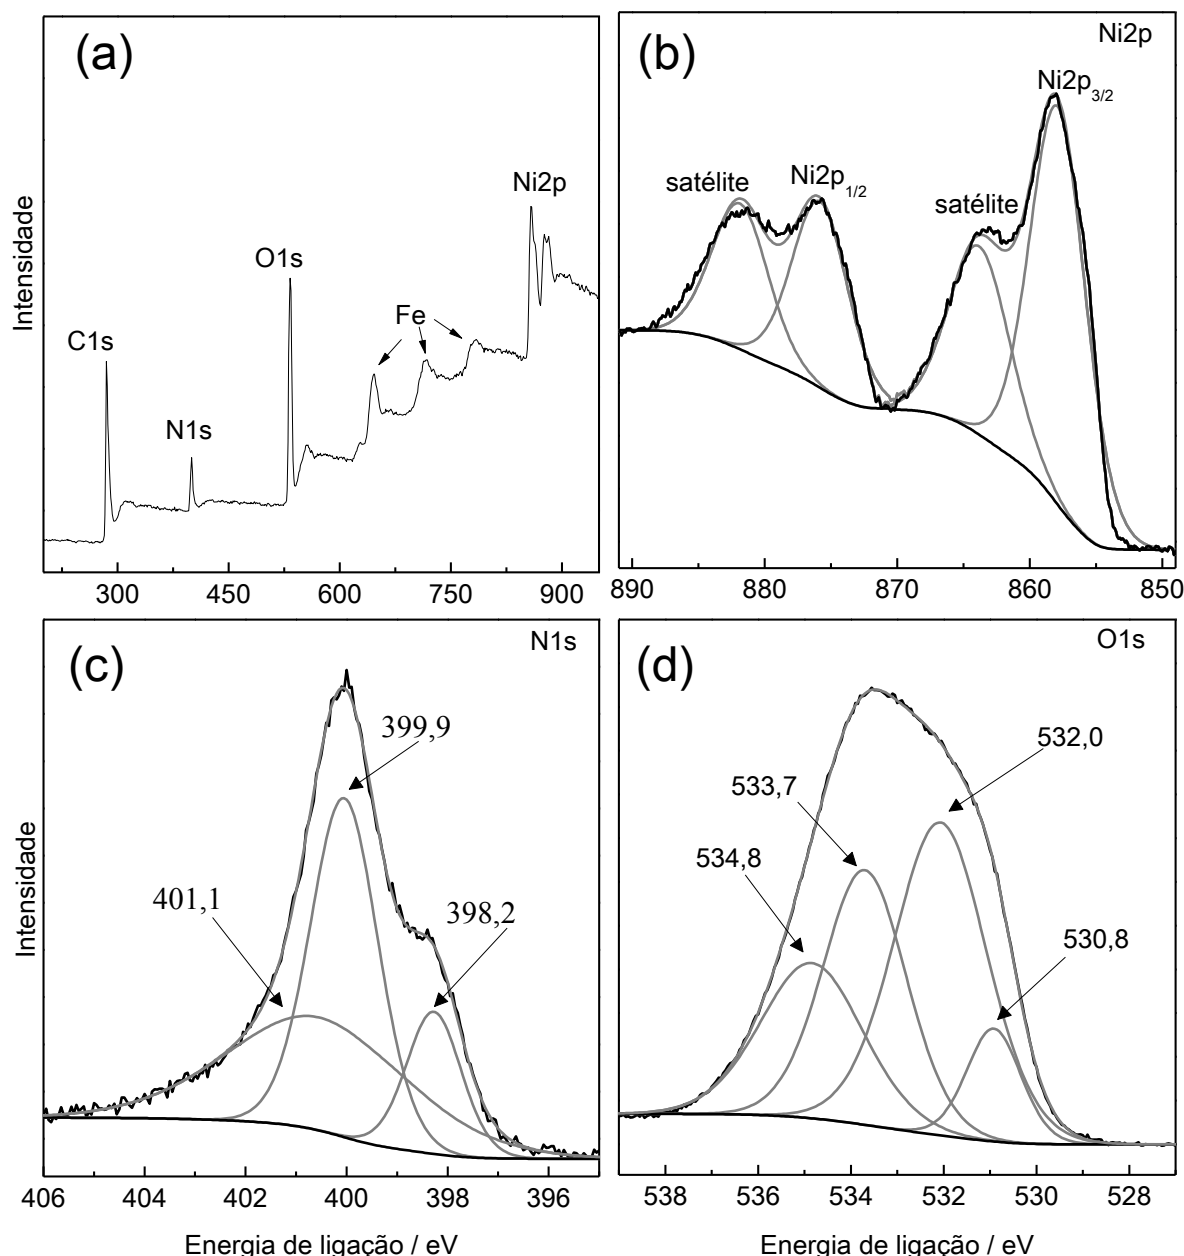 (a)
Intensidade
C1s
N1s
O1s
Fe
Ni2p
300 450 600 750 900
(b)
Ni2p
satélite
Ni2p1/2
satélite
Ni2p3/2
890 880 870 860 850
(c)
N1s
Intensidade
399,9
401,1
398,2
406 404 402 400 398 396
Energia de ligação / eV
(d)
O1s
532,0
533,7
534,8
530,8
538 536 534 532 530 528
Energia de ligação / eV